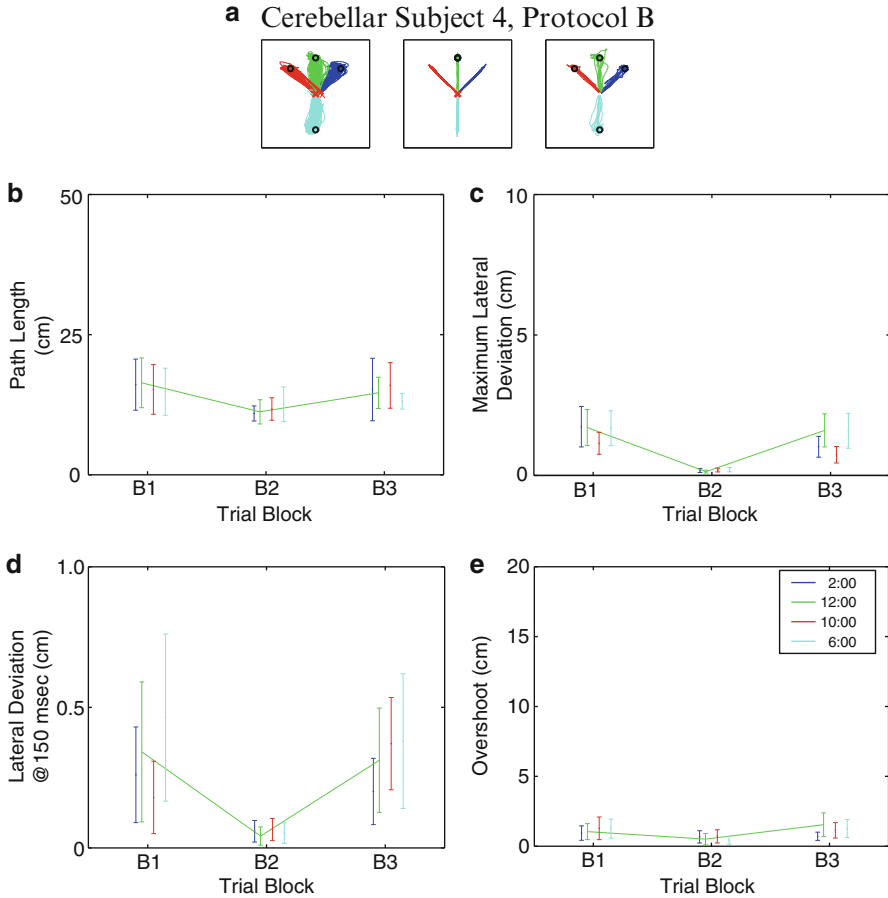 a Cerebellar Subject 4, Protocol B
b
50
25
0
Path Length
(cm)
B1 B2 B3
Trial Block
c
10
5
0
Maximum Lateral
Deviation (cm)
B1 B2 B3
Trial Block
d
1.0
0.5
0
Lateral Deviation
@150 msec (cm)
B1 B2 B3
Trial Block
e
20
15
10
5
0
Overshoot (cm)
2:00
12:00
10:00
6:00
B1 B2 B3
Trial Block